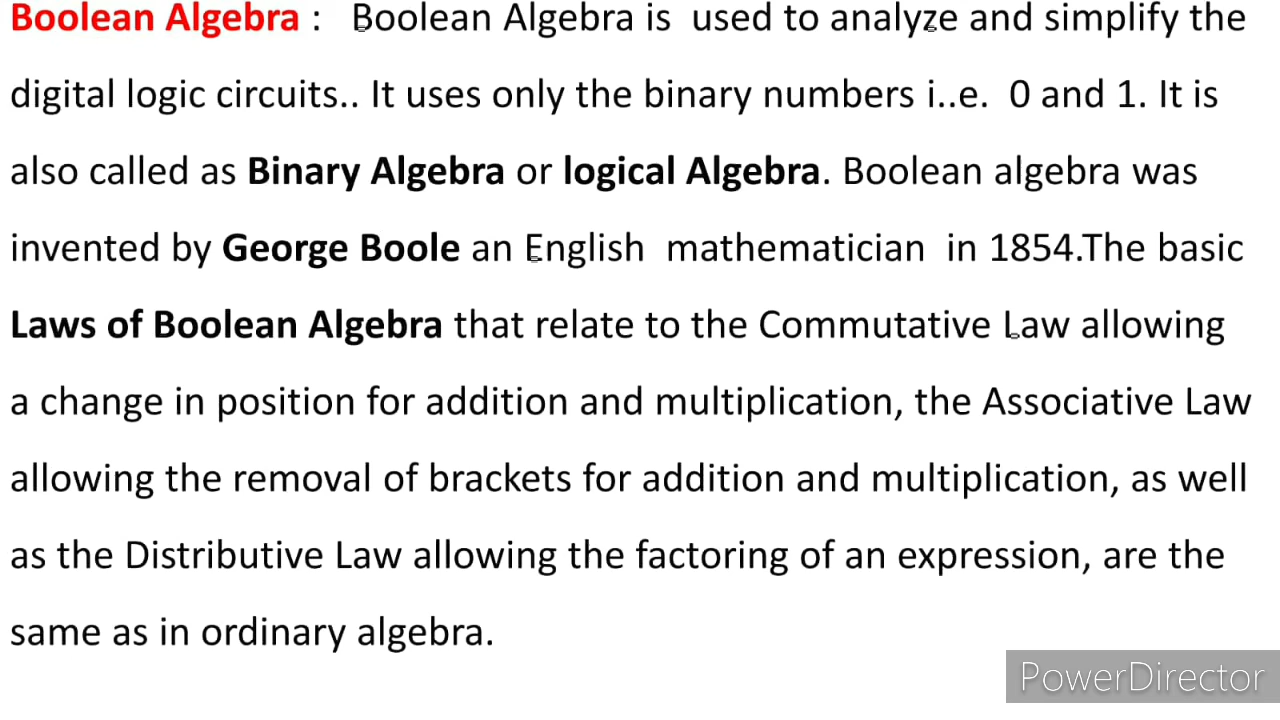 Boolean Algebra : Boolean Algebra is used to analyze and simplify the
digital logic circuits.. It uses only the binary numbers i..e. 0 and 1. It is
also called as Binary Algebra or logical Algebra. Boolean algebra was
invented by George Boole an English mathematician in 1854.The basic
Laws of Boolean Algebra that relate to the Commutative Law allowing
a change in position for addition and multiplication, the Associative Law
allowing the removal of brackets for addition and multiplication, as well
as the Distributive Law allowing the factoring of an expression, are the
same as in ordinary algebra.
PowerDirector